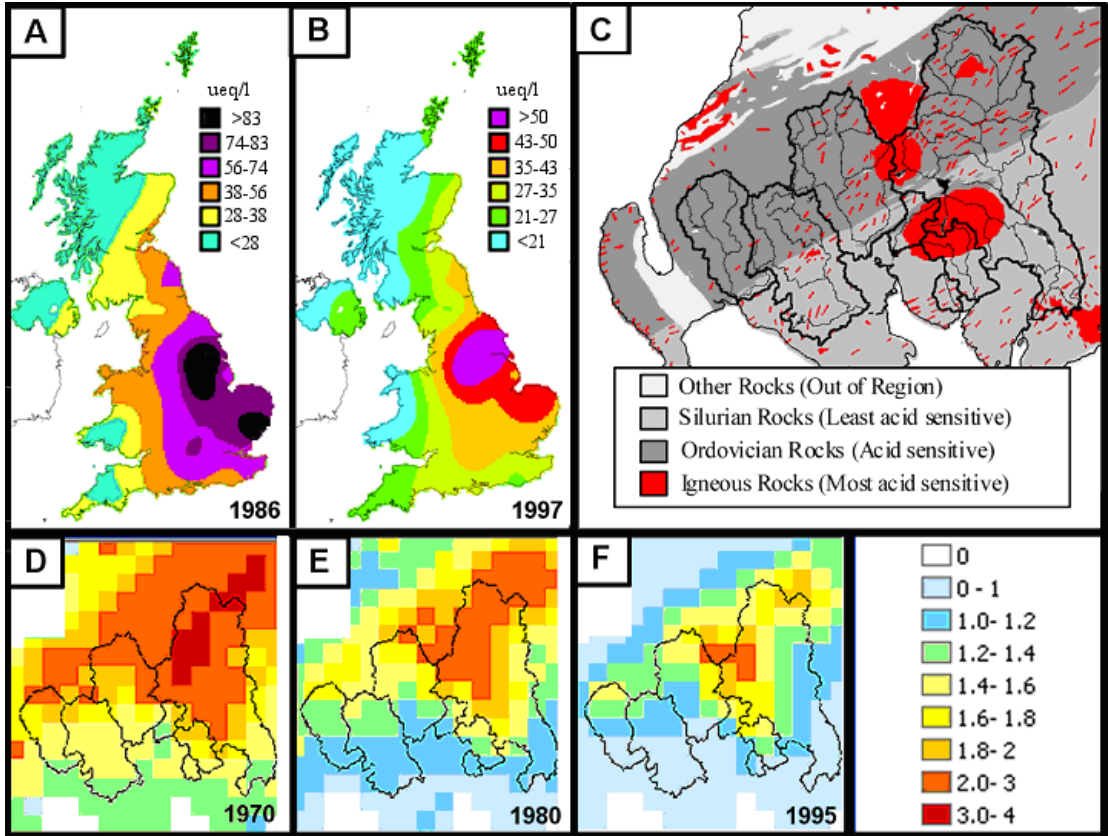 A
ueq/l
>83
74-83
56-74
38-56
28-38
<28
1986
B
ueq/l
>50
43-50
35-43
27-35
21-27
<21
1997
C
Other Rocks (Out of Region)
Silurian Rocks (Least acid sensitive)
Ordovician Rocks (Acid sensitive)
Igneous Rocks (Most acid sensitive)
D
1970
E
1980
F
1995
0
0 - 1
1.0- 1.2
1.2- 1.4
1.4- 1.6
1.6- 1.8
1.8- 2
2.0- 3
3.0- 4